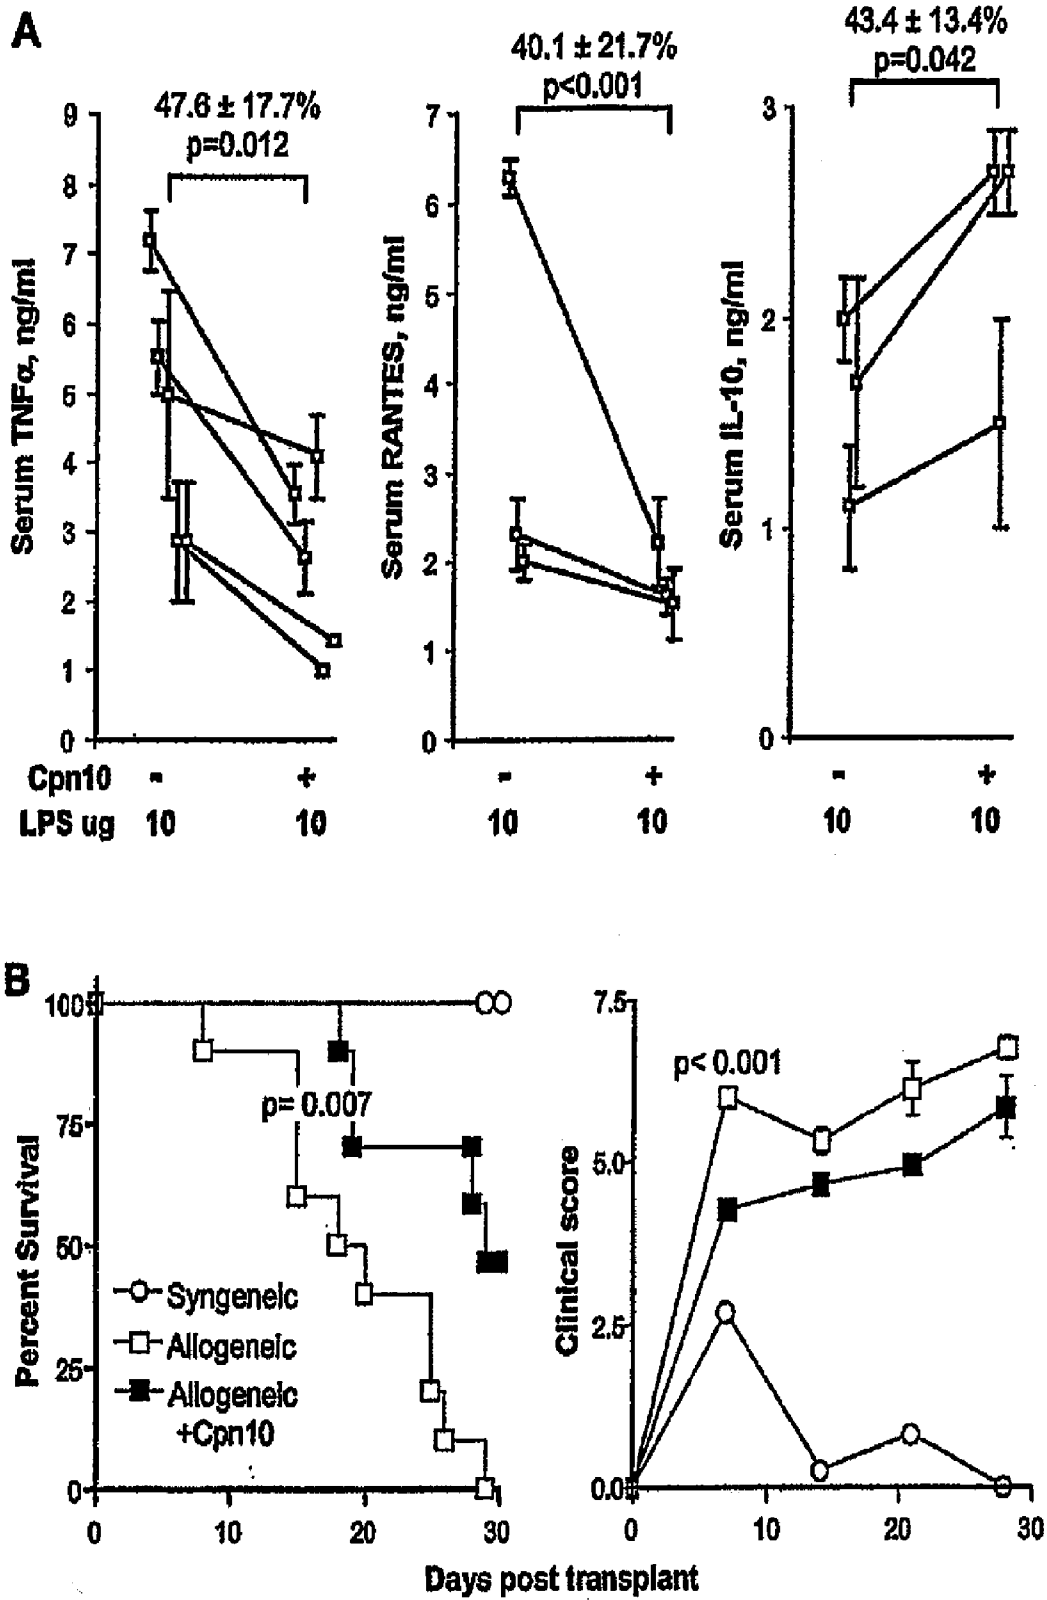 A
47.6 ± 17.7%
p=0.012
40.1 ± 21.7%
p<0.001
43.4 ± 13.4%
p=0.042
Serum TNFα, ng/ml
9
8
7
6
5
4
3
2
1
0
Serum RANTES, ng/ml
7
6
5
4
3
2
1
0
Serum IL-10, ng/ml
3
2
1
0
Cpn10 - + - + - +
LPS ug 10 10 10 10 10 10
B
Percent Survival
100
75
50
25
0
p= 0.007
Syngeneic
Allogeneic
Allogeneic
+Cpn10
0 10 20 30
Clinical score
7.5
5.0
2.5
0.0
p< 0.001
0 10 20 30
Days post transplant